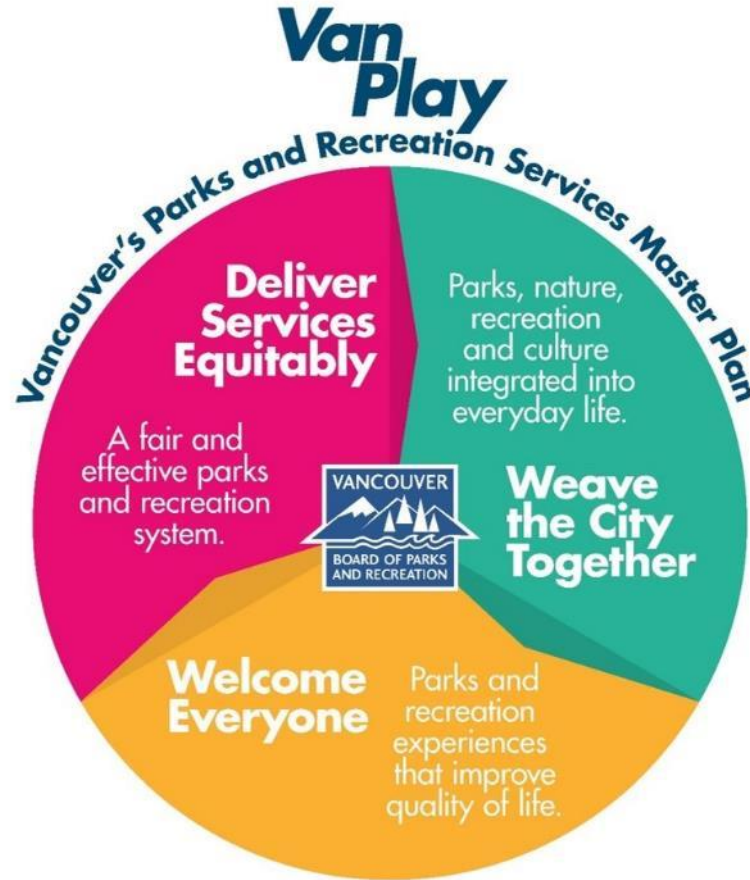 Van
Play
Vancouver's Parks and Recreation Services Master Plan
Deliver
Services
Equitably
A fair and
effective parks
and recreation
system.
Parks, nature,
recreation
and culture
integrated into
everyday life.
Weave
the City
Together
VANCOUVER
BOARD OF PARKS
AND RECREATION
Welcome
Everyone
Parks and
recreation
experiences
that improve
quality of life.